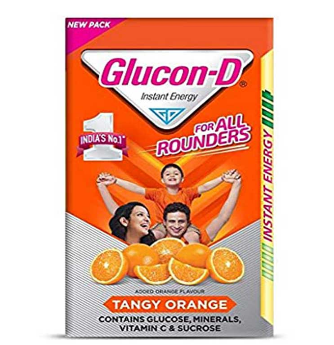 NEW PACK
Glucon-D®
Instant Energy
INDIA'S No.1*
1
FOR ALL
ROUNDERS
INSTANT ENERGY
ADDED ORANGE FLAVOUR
TANGY ORANGE
CONTAINS GLUCOSE, MINERALS,
VITAMIN C & SUCROSE